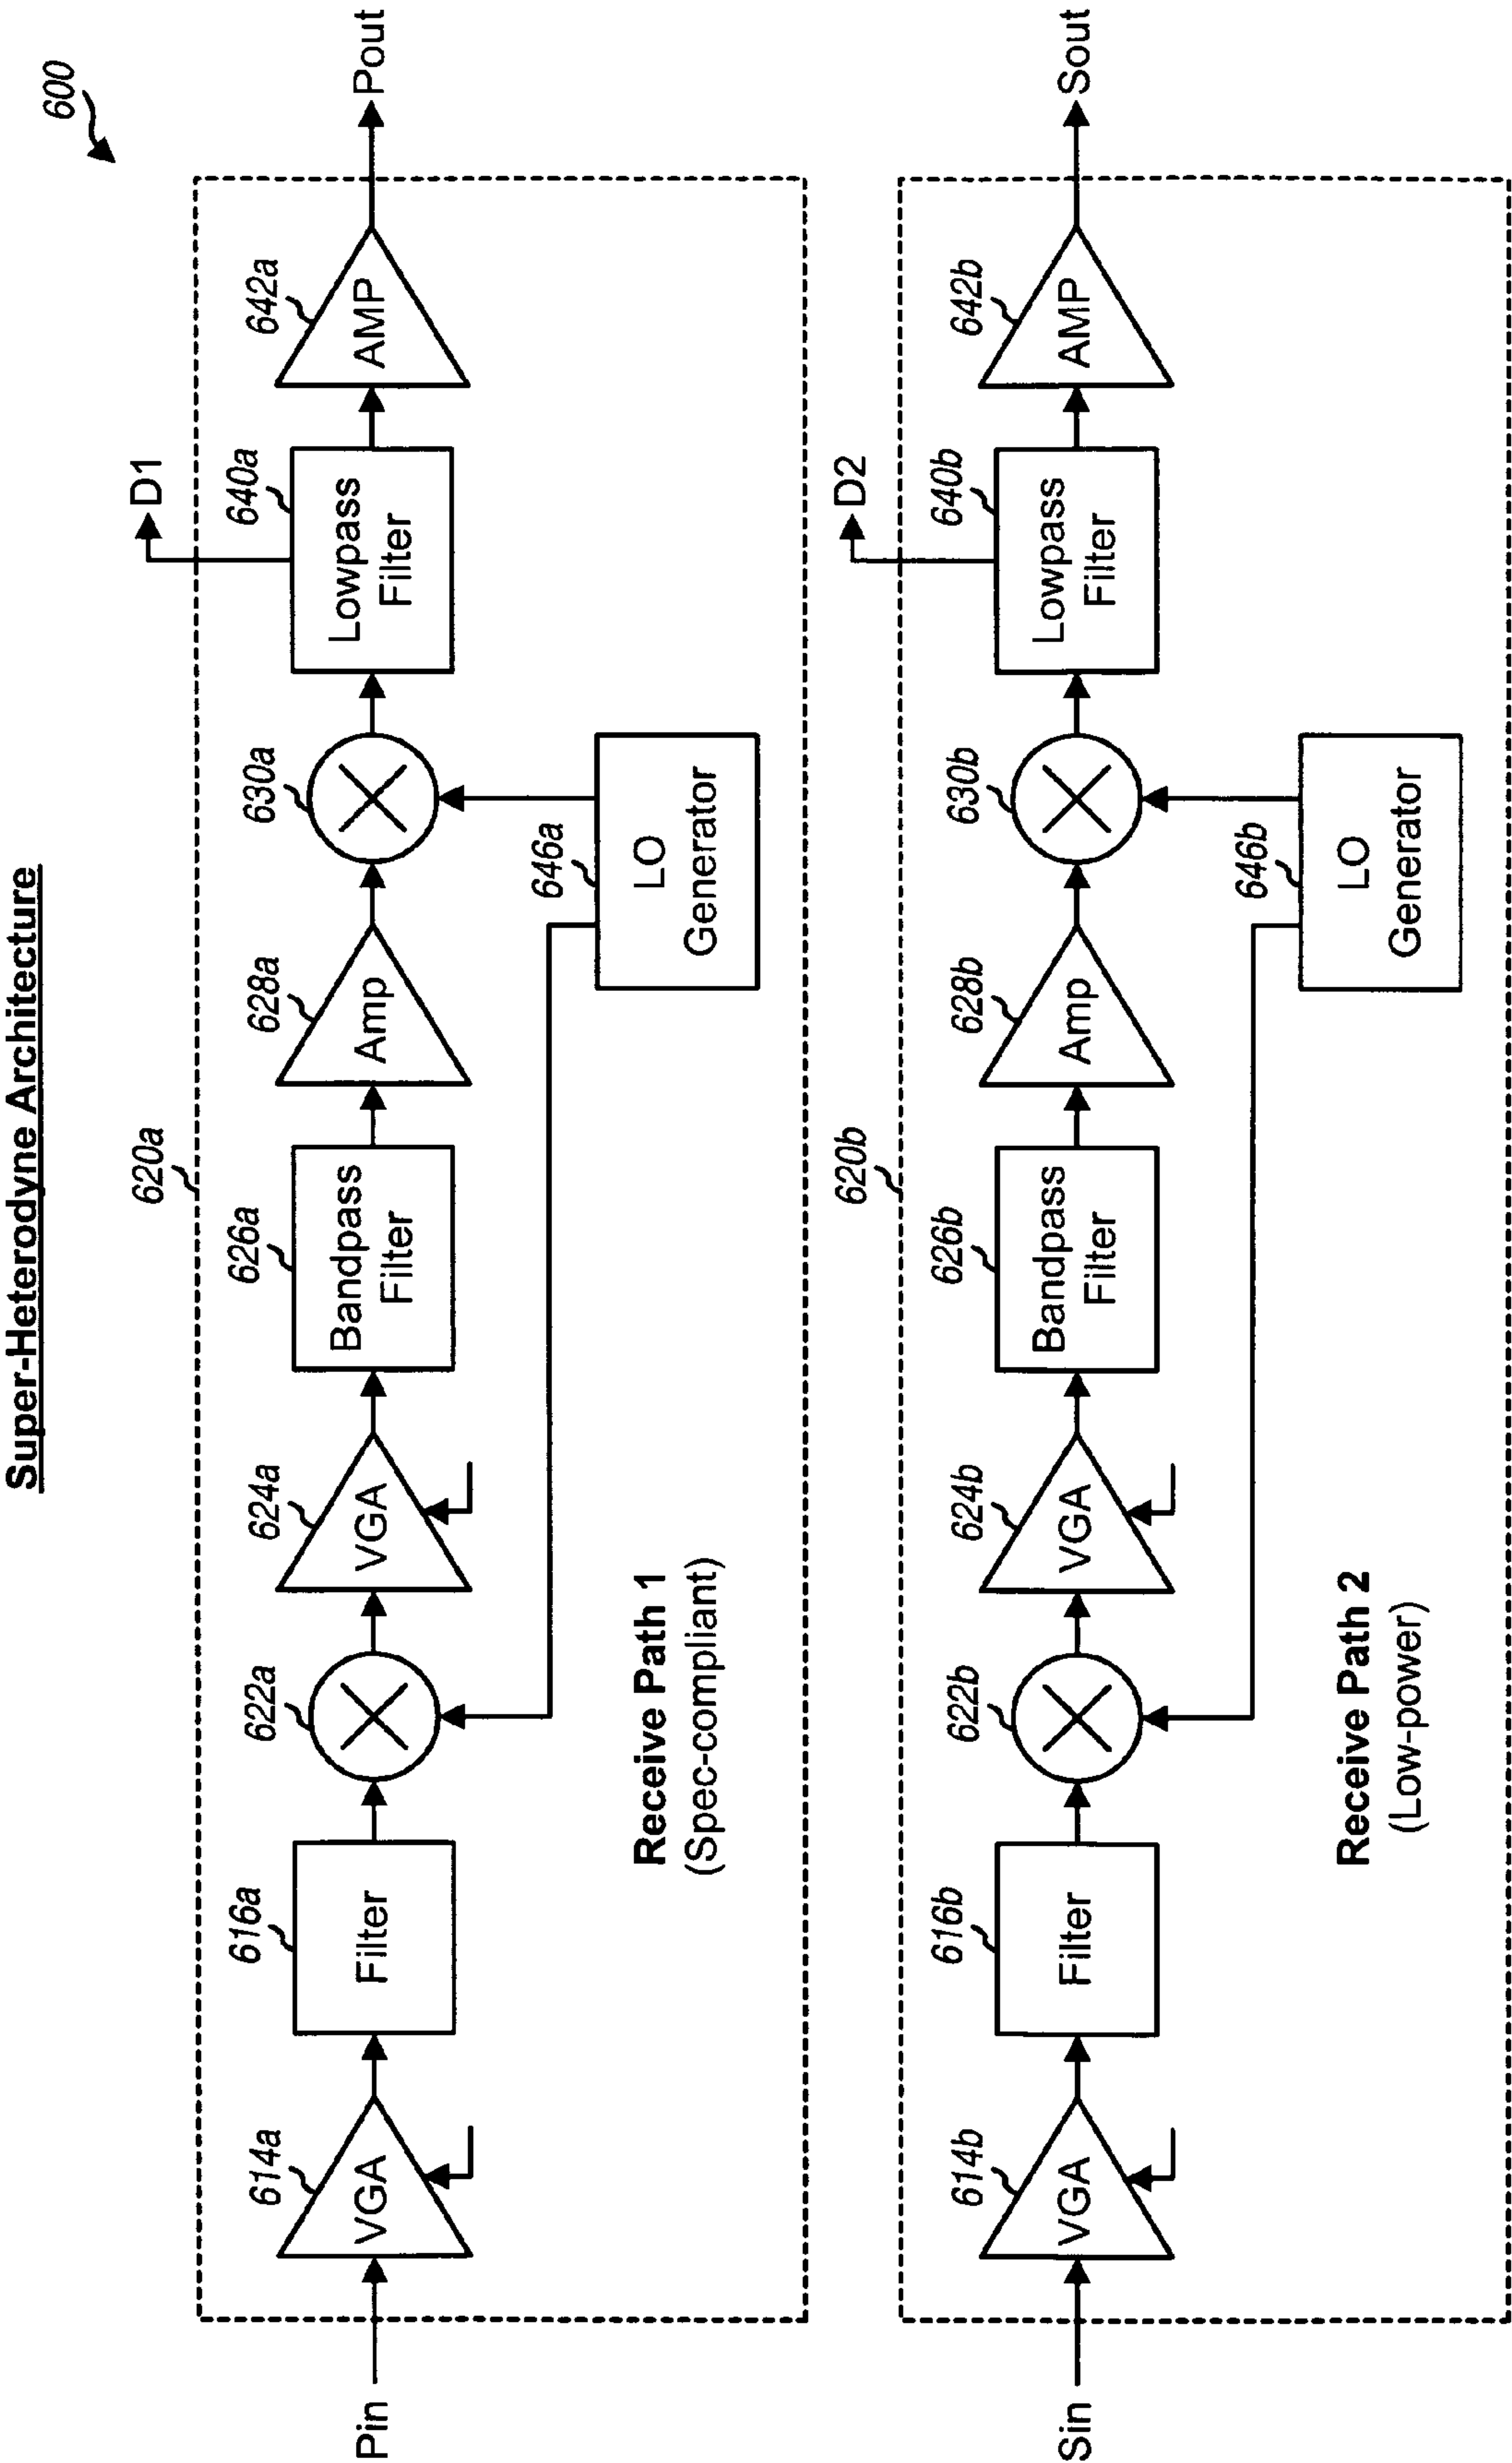 Super-Heterodyne Architecture
600
620a
D1
614a
616a
622a
624a
626a
628a
630a
640a
642a
Pin
VGA
Filter
VGA
Bandpass
Filter
Amp
Lowpass
Filter
AMP
Pout
646a
LO
Generator
Receive Path 1
(Spec-compliant)
620b
D2
614b
616b
622b
624b
626b
628b
630b
640b
642b
Sin
VGA
Filter
VGA
Bandpass
Filter
Amp
Lowpass
Filter
AMP
Sout
646b
LO
Generator
Receive Path 2
(Low-power)